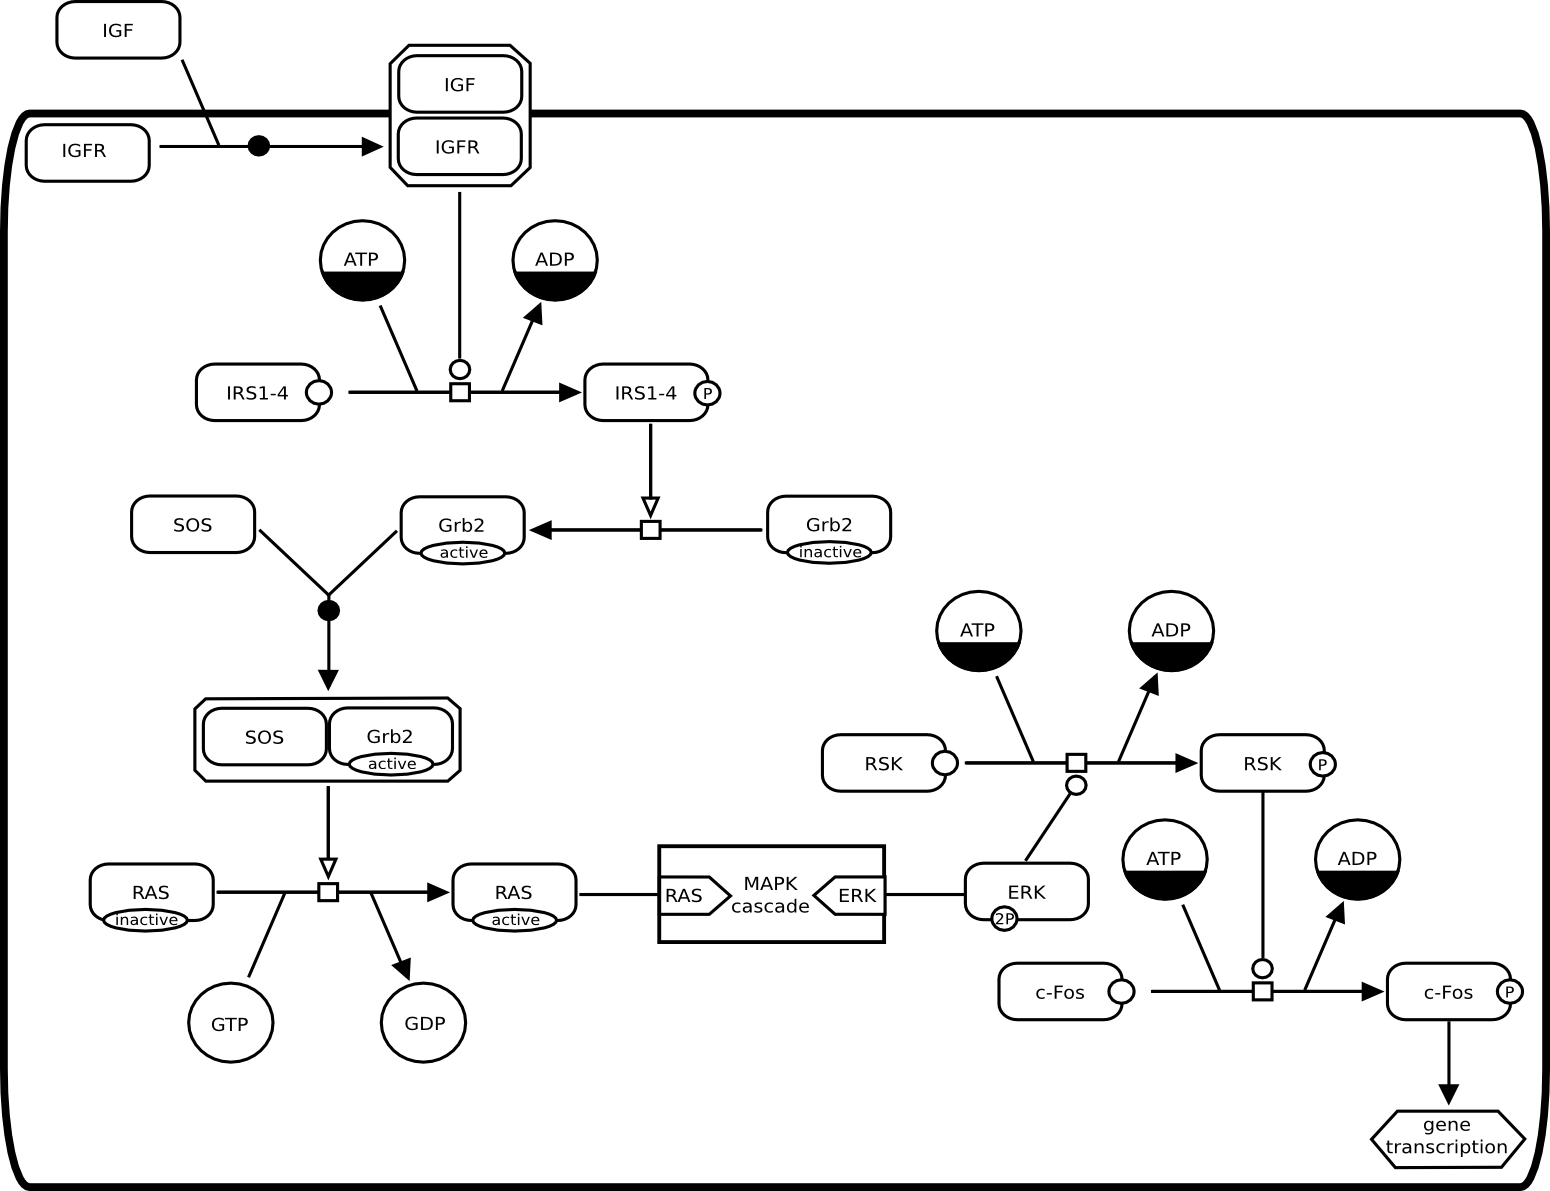 IGF
IGF
IGFR
IGFR
ATP
ADP
IRS1-4
IRS1-4
P
SOS
Grb2
active
Grb2
inactive
ATP
ADP
SOS
Grb2
active
RSK
RSK
P
ATP
ADP
RAS
inactive
RAS
active
RAS
MAPK
cascade
ERK
ERK
2P
c-Fos
c-Fos
P
GTP
GDP
gene
transcription